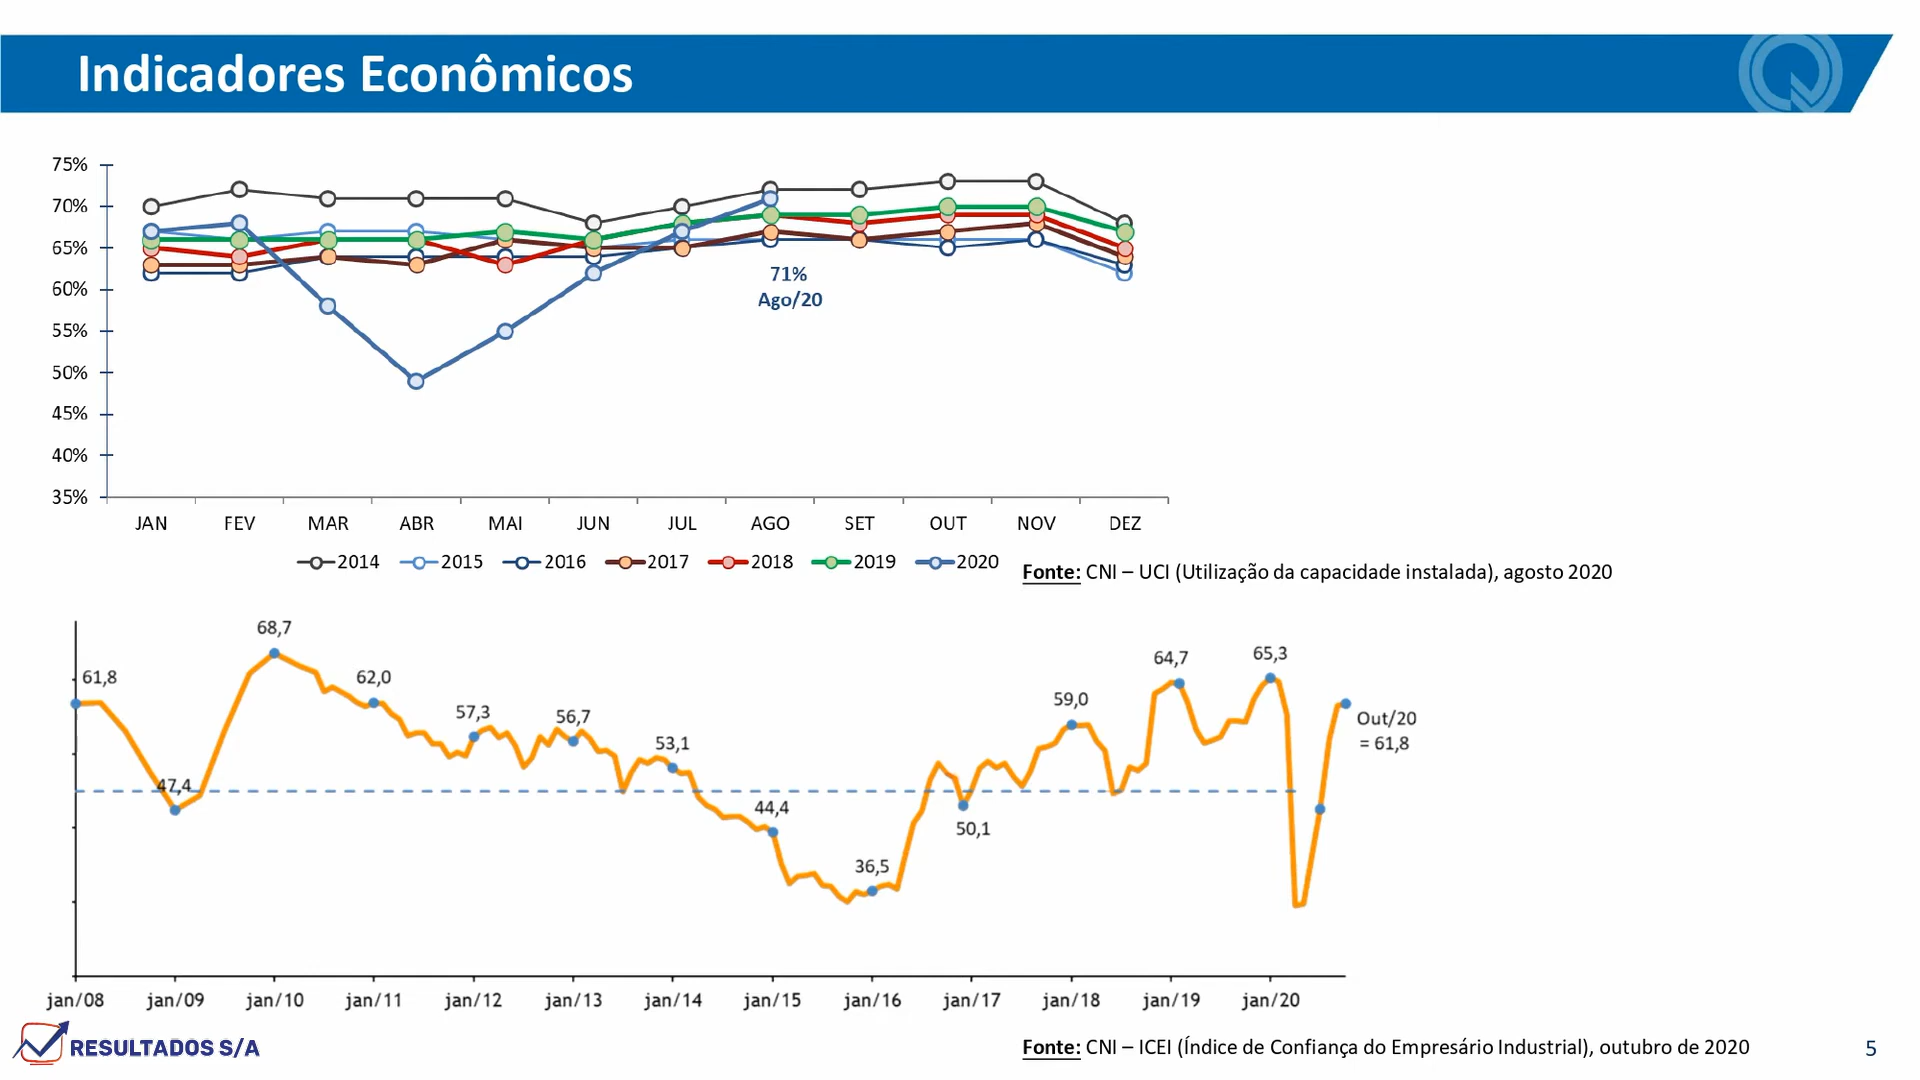 Indicadores Econômicos
75%
70%
65%
60%
55%
50%
45%
40%
35%
71%
Ago/20
JAN FEV MAR ABR MAI JUN JUL AGO SET OUT NOV DEZ
2014 2015 2016 2017 2018 2019 2020
Fonte: CNI – UCI (Utilização da capacidade instalada), agosto 2020
61,8
47,4
68,7
62,0
57,3
56,7
53,1
44,4
36,5
50,1
59,0
64,7
65,3
Out/20
= 61,8
jan/08 jan/09 jan/10 jan/11 jan/12 jan/13 jan/14 jan/15 jan/16 jan/17 jan/18 jan/19 jan/20
RESULTADOS S/A
Fonte: CNI – ICEI (Índice de Confiança do Empresário Industrial), outubro de 2020
5